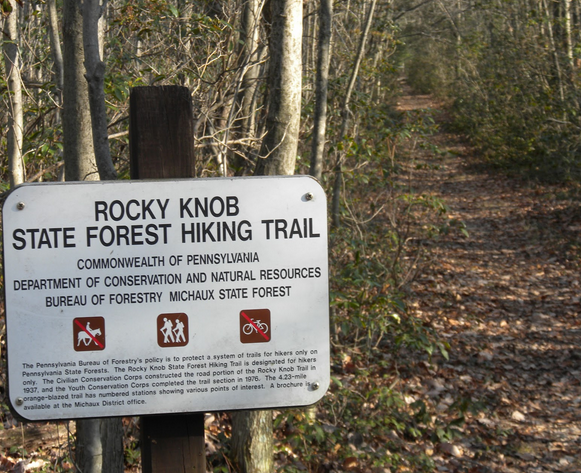 ROCKY KNOB
STATE FOREST HIKING TRAIL
COMMONWEALTH OF PENNSYLVANIA
DEPARTMENT OF CONSERVATION AND NATURAL RESOURCES
BUREAU OF FORESTRY MICHAUX STATE FOREST
The Pennsylvania Bureau of Forestry's policy is to protect a system of trails for hikers only on
Pennsylvania State Forests. The Rocky Knob State Forest Hiking Trail is designated for hikers
only. The Civilian Conservation Corps constructed the road portion of the Rocky Knob Trail in
1937, and the Youth Conservation Corps completed the trail section in 1976. The 4.23-mile
orange-blazed trail has numbered stations showing various points of interest. A brochure is
available at the Michaux District office.